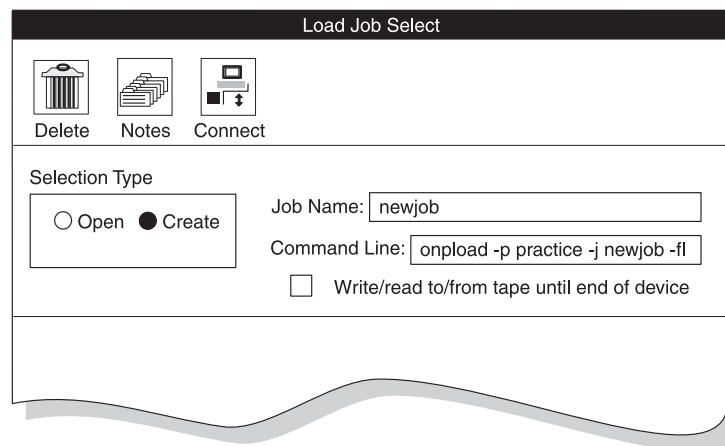 Load Job Select
Delete Notes Connect
Selection Type
Open Create
Job Name: newjob
Command Line: onpload -p practice -j newjob -fl
Write/read to/from tape until end of device